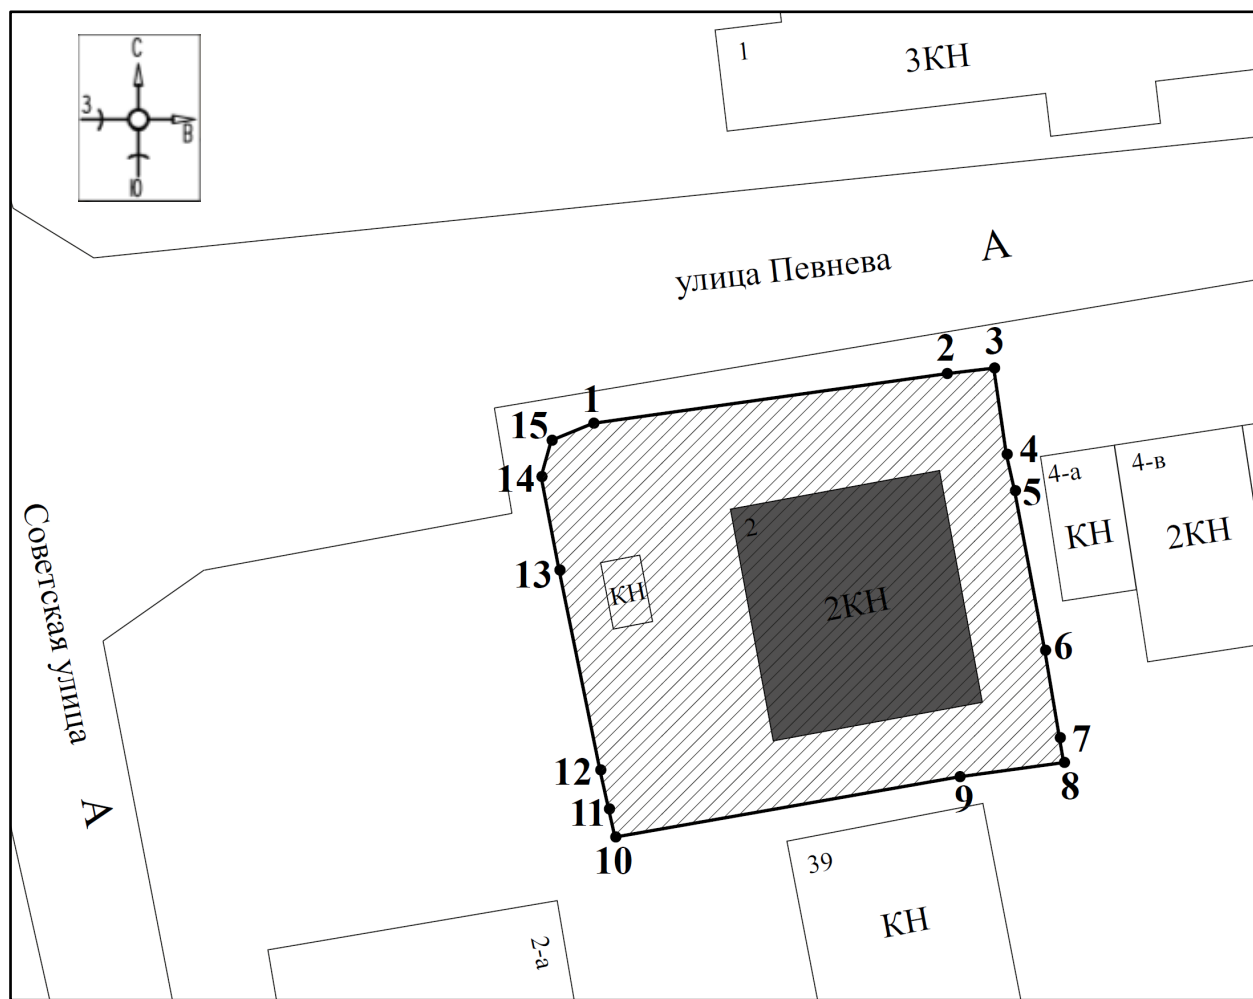 С
З
В
Ю
1
3КН
улица Певнева
А
1
2
3
15
14
4
5
4-а
КН
4-в
2КН
2
2КН
КН
13
6
Советская улица
А
7
8
9
12
11
10
39
КН
2-а